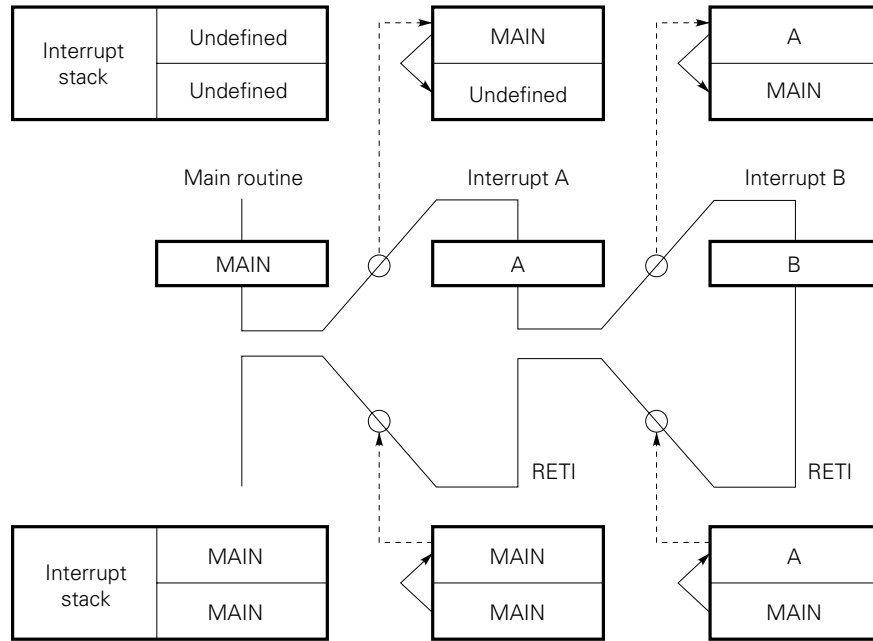 Interrupt
stack
Undefined
Undefined
MAIN
Undefined
A
MAIN
Main routine
Interrupt A
Interrupt B
MAIN
A
B
RETI
RETI
Interrupt
stack
MAIN
MAIN
MAIN
MAIN
A
MAIN